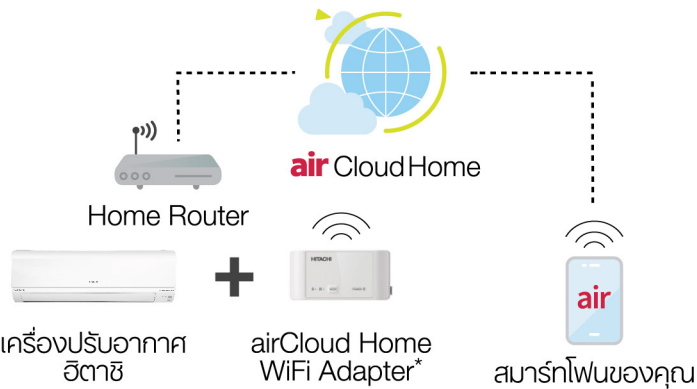 air CloudHome
Home Router
HITACHI
air
เครื่องปรับอากาศ
ฮิตาชิ
airCloud Home
WiFi Adapter*
สมาร์ทโฟนของคุณ